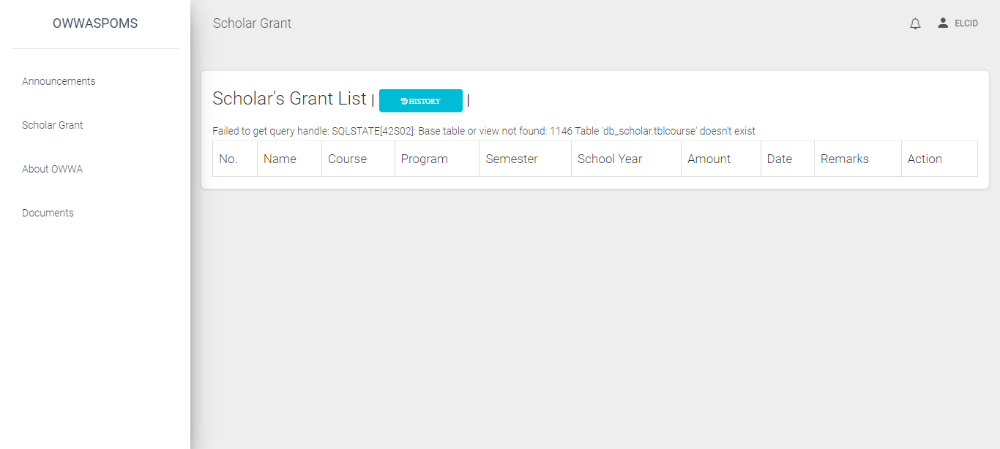 OWWASPOMS
Scholar Grant
ELCID
Announcements
Scholar Grant
About OWWA
Documents
Scholar's Grant List | HISTORY |
Failed to get query handle: SQLSTATE[42S02]: Base table or view not found: 1146 Table 'db_scholar.tblcourse' doesn't exist
No. Name Course Program Semester School Year Amount Date Remarks Action